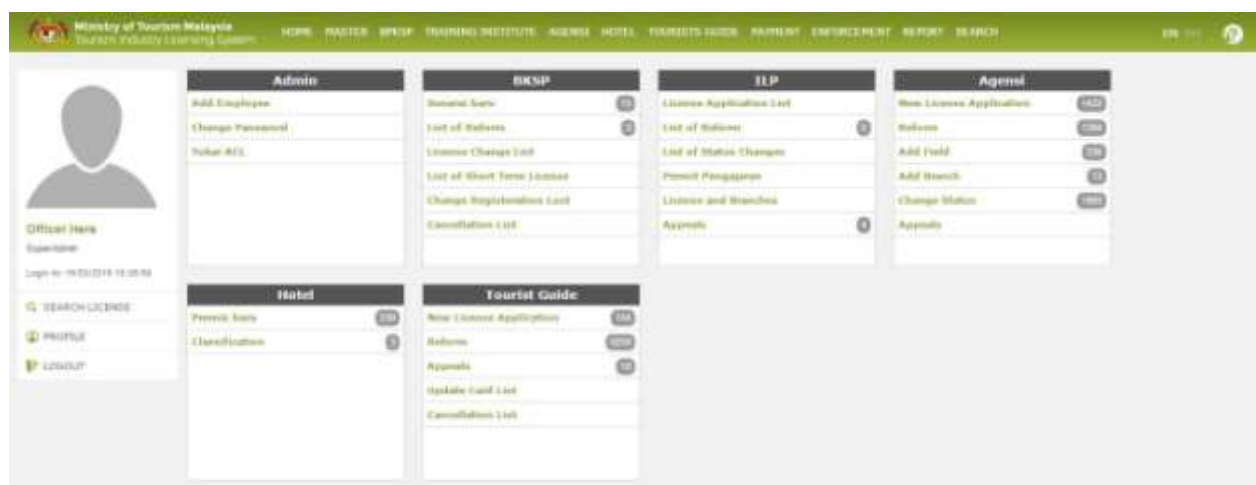 Ministry of Tourism Malaysia
Tourism Industry Licensing System
HOME MASTER BPKSP TRAINING INSTITUTE AGENSI HOTEL TOURISTS GUIDE PAYMENT ENFORCEMENT REPORT SEARCH
EN
Admin
Add Employee
Change Password
Tukar ACL
BKSP
List of Reform
License Change List
List of Short Term License
Change Registration Card
Cancellation List
ILP
License Application List
List of Reform
List of Status Changes
Permit Pengajaran
License and Branches
Appeals
Agensi
New License Application
Reform
Add Field
Add Branch
Change Status
Appeals
Officer Here
Superadmin
SEARCH LICENSE
PROFILE
LOGOUT
Hotel
Premis baru
Classification
Tourist Guide
New License Application
Reform
Appeals
Update Card List
Cancellation List